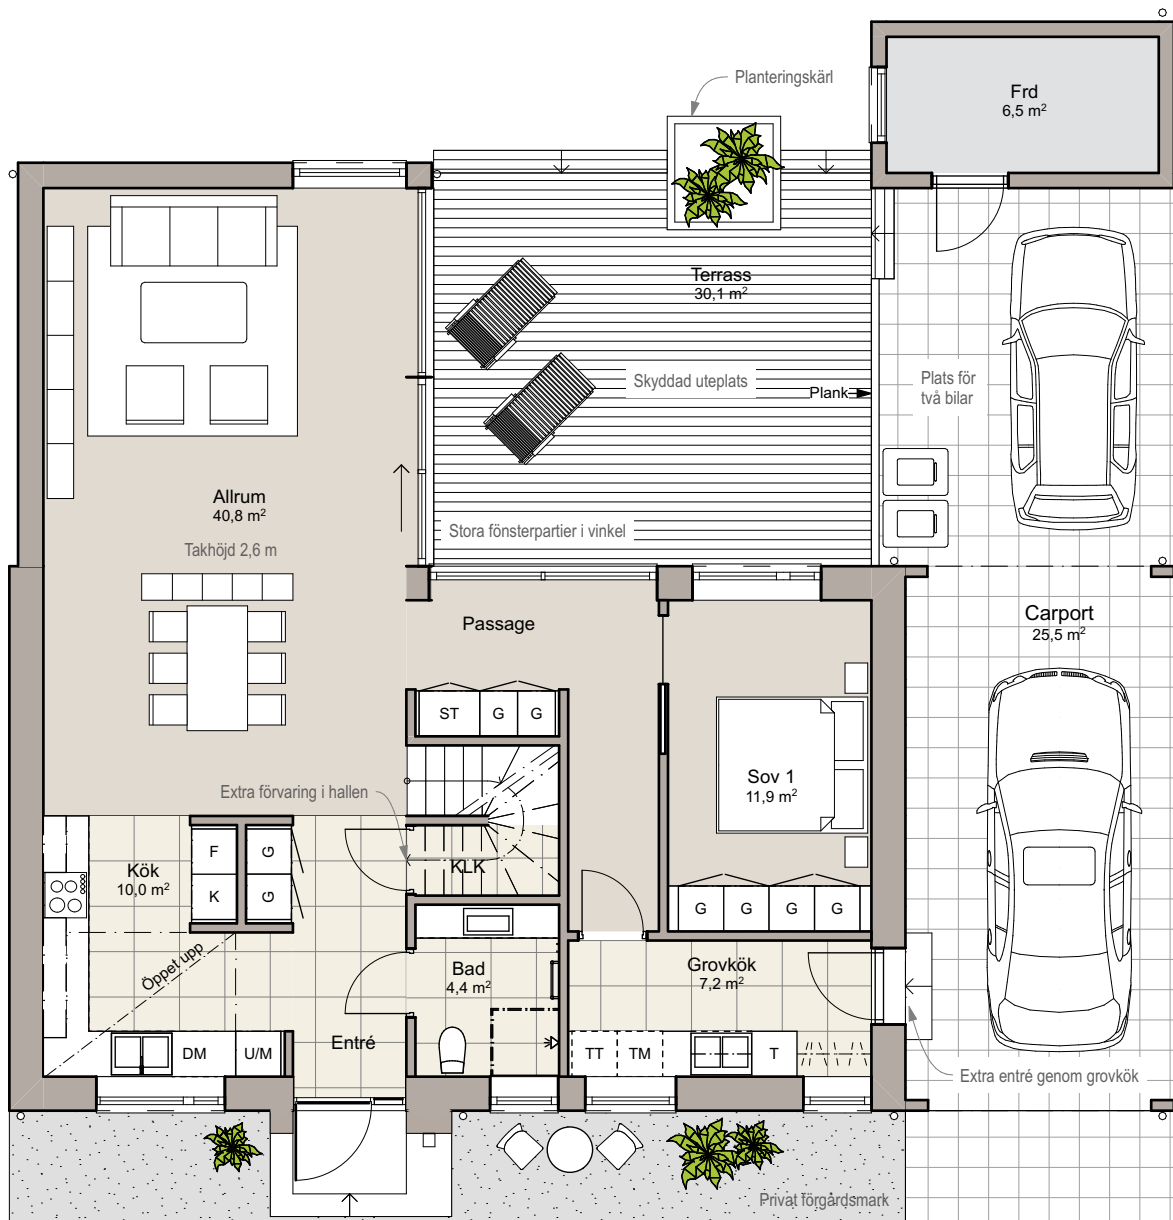 Planteringskärl
Frd
6,5 m²
Terrass
30,1 m²
Skyddad uteplats
Plank
Plats för
två bilar
Allrum
40,8 m²
Takhöjd 2,6 m
Stora fönsterpartier i vinkel
Passage
Carport
25,5 m²
ST
G
G
Sov 1
11,9 m²
Extra förvaring i hallen
F
G
K
G
Kök
10,0 m²
KLK
G
G
G
G
Öppet upp
Bad
4,4 m²
Grovkök
7,2 m²
Entré
DM
U/M
TT
TM
T
Extra entré genom grovkök
Privat förgårdsmark